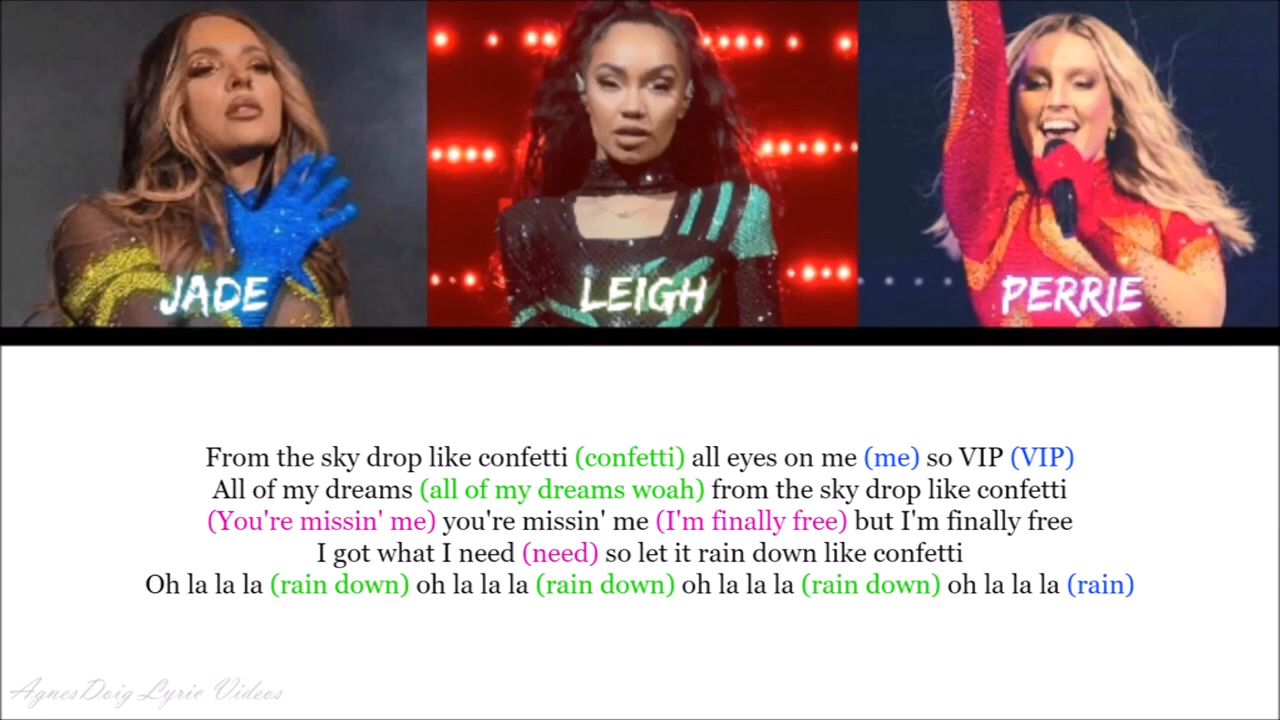 JADE
LEIGH
PERRIE
From the sky drop like confetti (confetti) all eyes on me (me) so VIP (VIP)
All of my dreams (all of my dreams woah) from the sky drop like confetti
(You're missin' me) you're missin' me (I'm finally free) but I'm finally free
I got what I need (need) so let it rain down like confetti
Oh la la la (rain down) oh la la la (rain down) oh la la la (rain down) oh la la la (rain)
AgnesDoig Lyric Videos